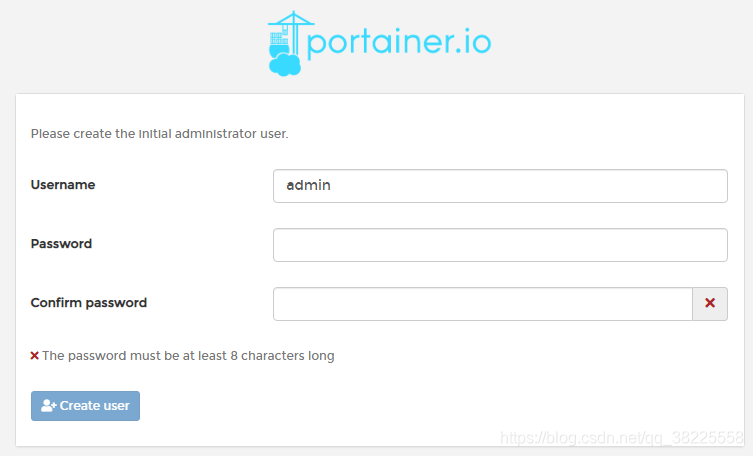 portainer.io
Please create the initial administrator user.
Username
admin
Password
Confirm password
The password must be at least 8 characters long
Create user
https://blog.csdn.net/qq_38225558